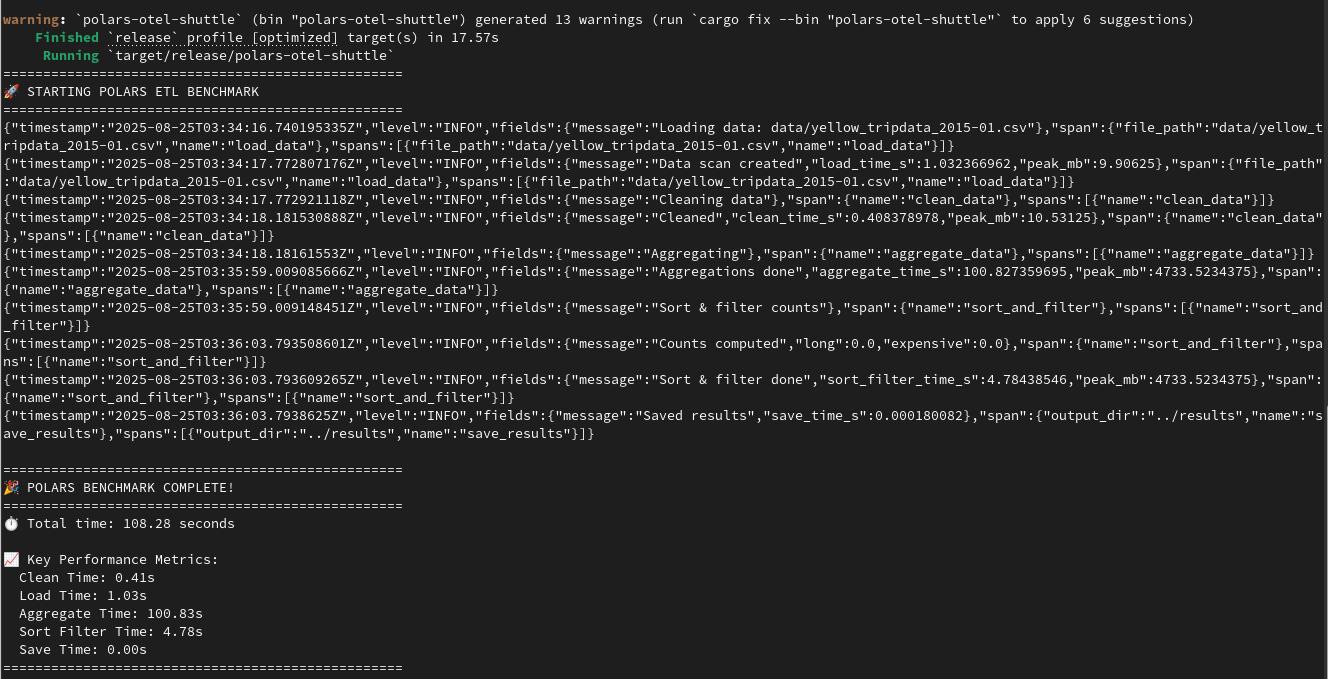 warning: `polars-otel-shuttle` (bin "polars-otel-shuttle") generated 13 warnings (run `cargo fix --bin "polars-otel-shuttle"` to apply 6 suggestions)
    Finished `release` profile [optimized] target(s) in 17.57s
     Running `target/release/polars-otel-shuttle`
==================================================
🚀 STARTING POLARS ETL BENCHMARK
==================================================
{"timestamp":"2025-08-25T03:34:16.740195335Z","level":"INFO","fields":{"message":"Loading data: data/yellow_tripdata_2015-01.csv"},"span":{"file_path":"data/yellow_t
ripdata_2015-01.csv","name":"load_data"},"spans":[{"file_path":"data/yellow_tripdata_2015-01.csv","name":"load_data"}]}
{"timestamp":"2025-08-25T03:34:17.772807176Z","level":"INFO","fields":{"message":"Data scan created","load_time_s":1.032366962,"peak_mb":9.90625},"span":{"file_path"
:"data/yellow_tripdata_2015-01.csv","name":"load_data"},"spans":[{"file_path":"data/yellow_tripdata_2015-01.csv","name":"load_data"}]}
{"timestamp":"2025-08-25T03:34:17.772921118Z","level":"INFO","fields":{"message":"Cleaning data"},"span":{"name":"clean_data"},"spans":[{"name":"clean_data"}]}
{"timestamp":"2025-08-25T03:34:18.181530888Z","level":"INFO","fields":{"message":"Cleaned","clean_time_s":0.408378978,"peak_mb":10.53125},"span":{"name":"clean_data"
},"spans":[{"name":"clean_data"}]}
{"timestamp":"2025-08-25T03:34:18.18161553Z","level":"INFO","fields":{"message":"Aggregating"},"span":{"name":"aggregate_data"},"spans":[{"name":"aggregate_data"}]}
{"timestamp":"2025-08-25T03:35:59.009085666Z","level":"INFO","fields":{"message":"Aggregations done","aggregate_time_s":100.827359695,"peak_mb":4733.5234375},"span":
{"name":"aggregate_data"},"spans":[{"name":"aggregate_data"}]}
{"timestamp":"2025-08-25T03:35:59.009148451Z","level":"INFO","fields":{"message":"Sort & filter counts"},"span":{"name":"sort_and_filter"},"spans":[{"name":"sort_and
_filter"}]}
{"timestamp":"2025-08-25T03:36:03.793508601Z","level":"INFO","fields":{"message":"Counts computed","long":0.0,"expensive":0.0},"span":{"name":"sort_and_filter"},"spa
ns":[{"name":"sort_and_filter"}]}
{"timestamp":"2025-08-25T03:36:03.793609265Z","level":"INFO","fields":{"message":"Sort & filter done","sort_filter_time_s":4.78438546,"peak_mb":4733.5234375},"span":
{"name":"sort_and_filter"},"spans":[{"name":"sort_and_filter"}]}
{"timestamp":"2025-08-25T03:36:03.7938625Z","level":"INFO","fields":{"message":"Saved results","save_time_s":0.000180082},"span":{"output_dir":"../results","name":"s
ave_results"},"spans":[{"output_dir":"../results","name":"save_results"}]}

==================================================
🎉 POLARS BENCHMARK COMPLETE!
==================================================
⏱️ Total time: 108.28 seconds

📈 Key Performance Metrics:
  Clean Time: 0.41s
  Load Time: 1.03s
  Aggregate Time: 100.83s
  Sort Filter Time: 4.78s
  Save Time: 0.00s
==================================================